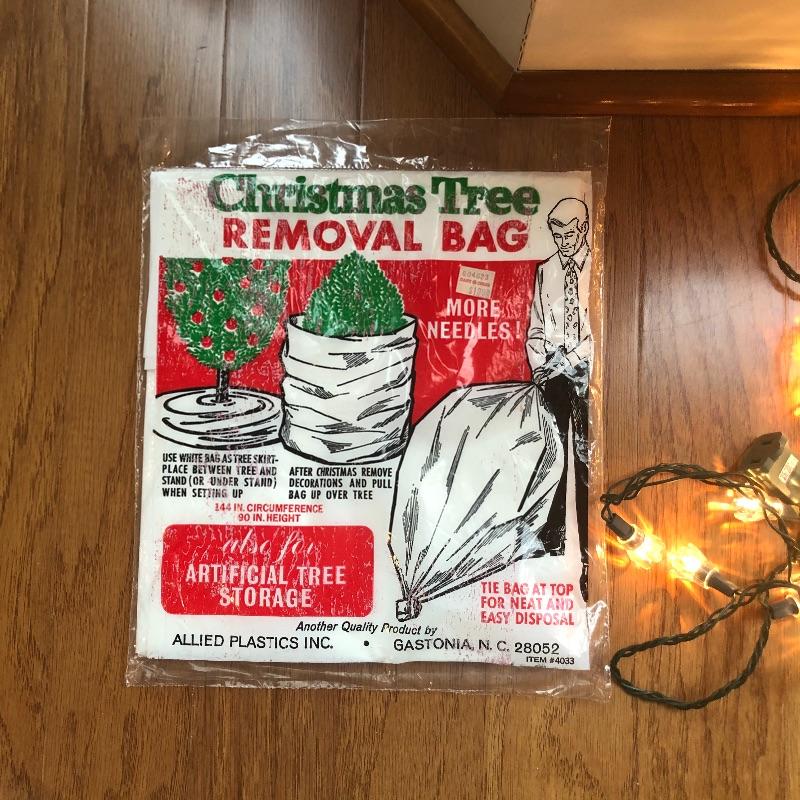 Christmas Tree
REMOVAL BAG
MORE
NEEDLES!
USE WHITE BAG AS TREE SKIRT-
PLACE BETWEEN TREE AND
STAND (OR UNDER STAND)
WHEN SETTING UP
AFTER CHRISTMAS REMOVE
DECORATIONS AND PULL
BAG UP OVER TREE
144 IN. CIRCUMFERENCE
90 IN. HEIGHT
also for
ARTIFICIAL TREE
STORAGE
TIE BAG AT TOP
FOR NEAT AND
EASY DISPOSAL
Another Quality Product by
ALLIED PLASTICS INC. • GASTONIA, N. C. 28052
ITEM #4033